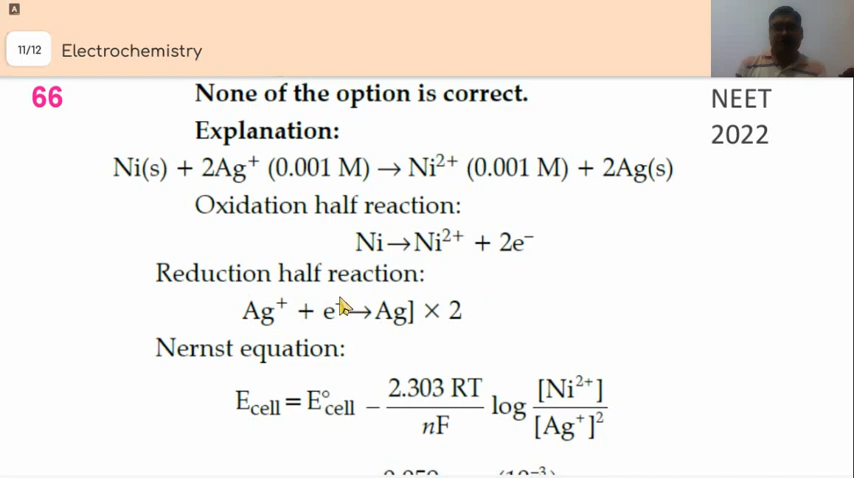 A
11/12 Electrochemistry
66 None of the option is correct. NEET
Explanation: 2022
Ni(s) + 2Ag⁺ (0.001 M) → Ni²⁺ (0.001 M) + 2Ag(s)
Oxidation half reaction:
Ni→Ni²⁺ + 2e⁻
Reduction half reaction:
Ag⁺ + e⁻→Ag] × 2
Nernst equation:
E_cell = E°_cell − 2.303 RT / nF log [Ni²⁺] / [Ag⁺]²